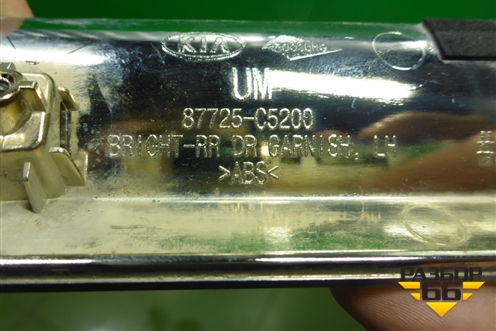 KIA
UM
87725-C5200
BRIGHT-RR DR GARNISH, LH
>ABS<
РАЗБОР
66